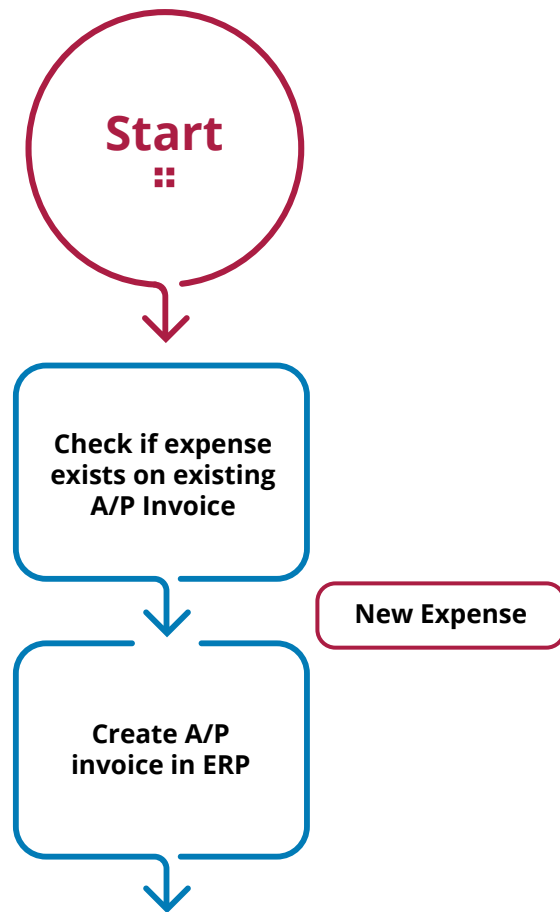 Start
Check if expense
exists on existing
A/P Invoice
New Expense
Create A/P
invoice in ERP